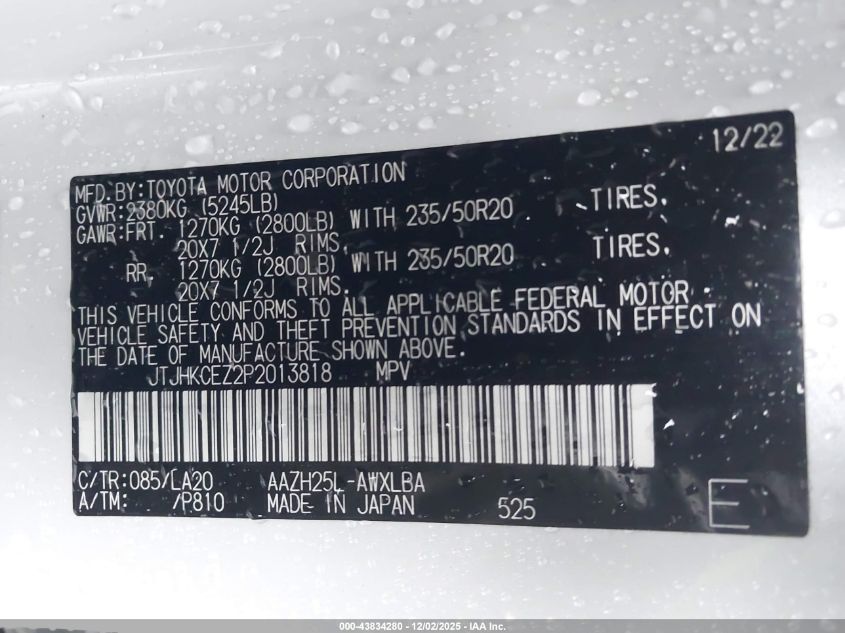 12/22
MFD.BY:TOYOTA MOTOR CORPORATION
GVWR:2380KG (5245LB)
GAWR:FRT. 1270KG (2800LB) WITH 235/50R20 TIRES.
20X7 1/2J RIMS.
RR. 1270KG (2800LB) WITH 235/50R20 TIRES.
20X7 1/2J RIMS.
THIS VEHICLE CONFORMS TO ALL APPLICABLE FEDERAL MOTOR
VEHICLE SAFETY AND THEFT PREVENTION STANDARDS IN EFFECT ON
THE DATE OF MANUFACTURE SHOWN ABOVE.
JTJHKCEZ2P2013818 MPV
C/TR:085/LA20 AAZH25L-AWXLBA
A/TM: /P810 MADE IN JAPAN 525 E
000-43834280 - 12/02/2025 - IAA Inc.